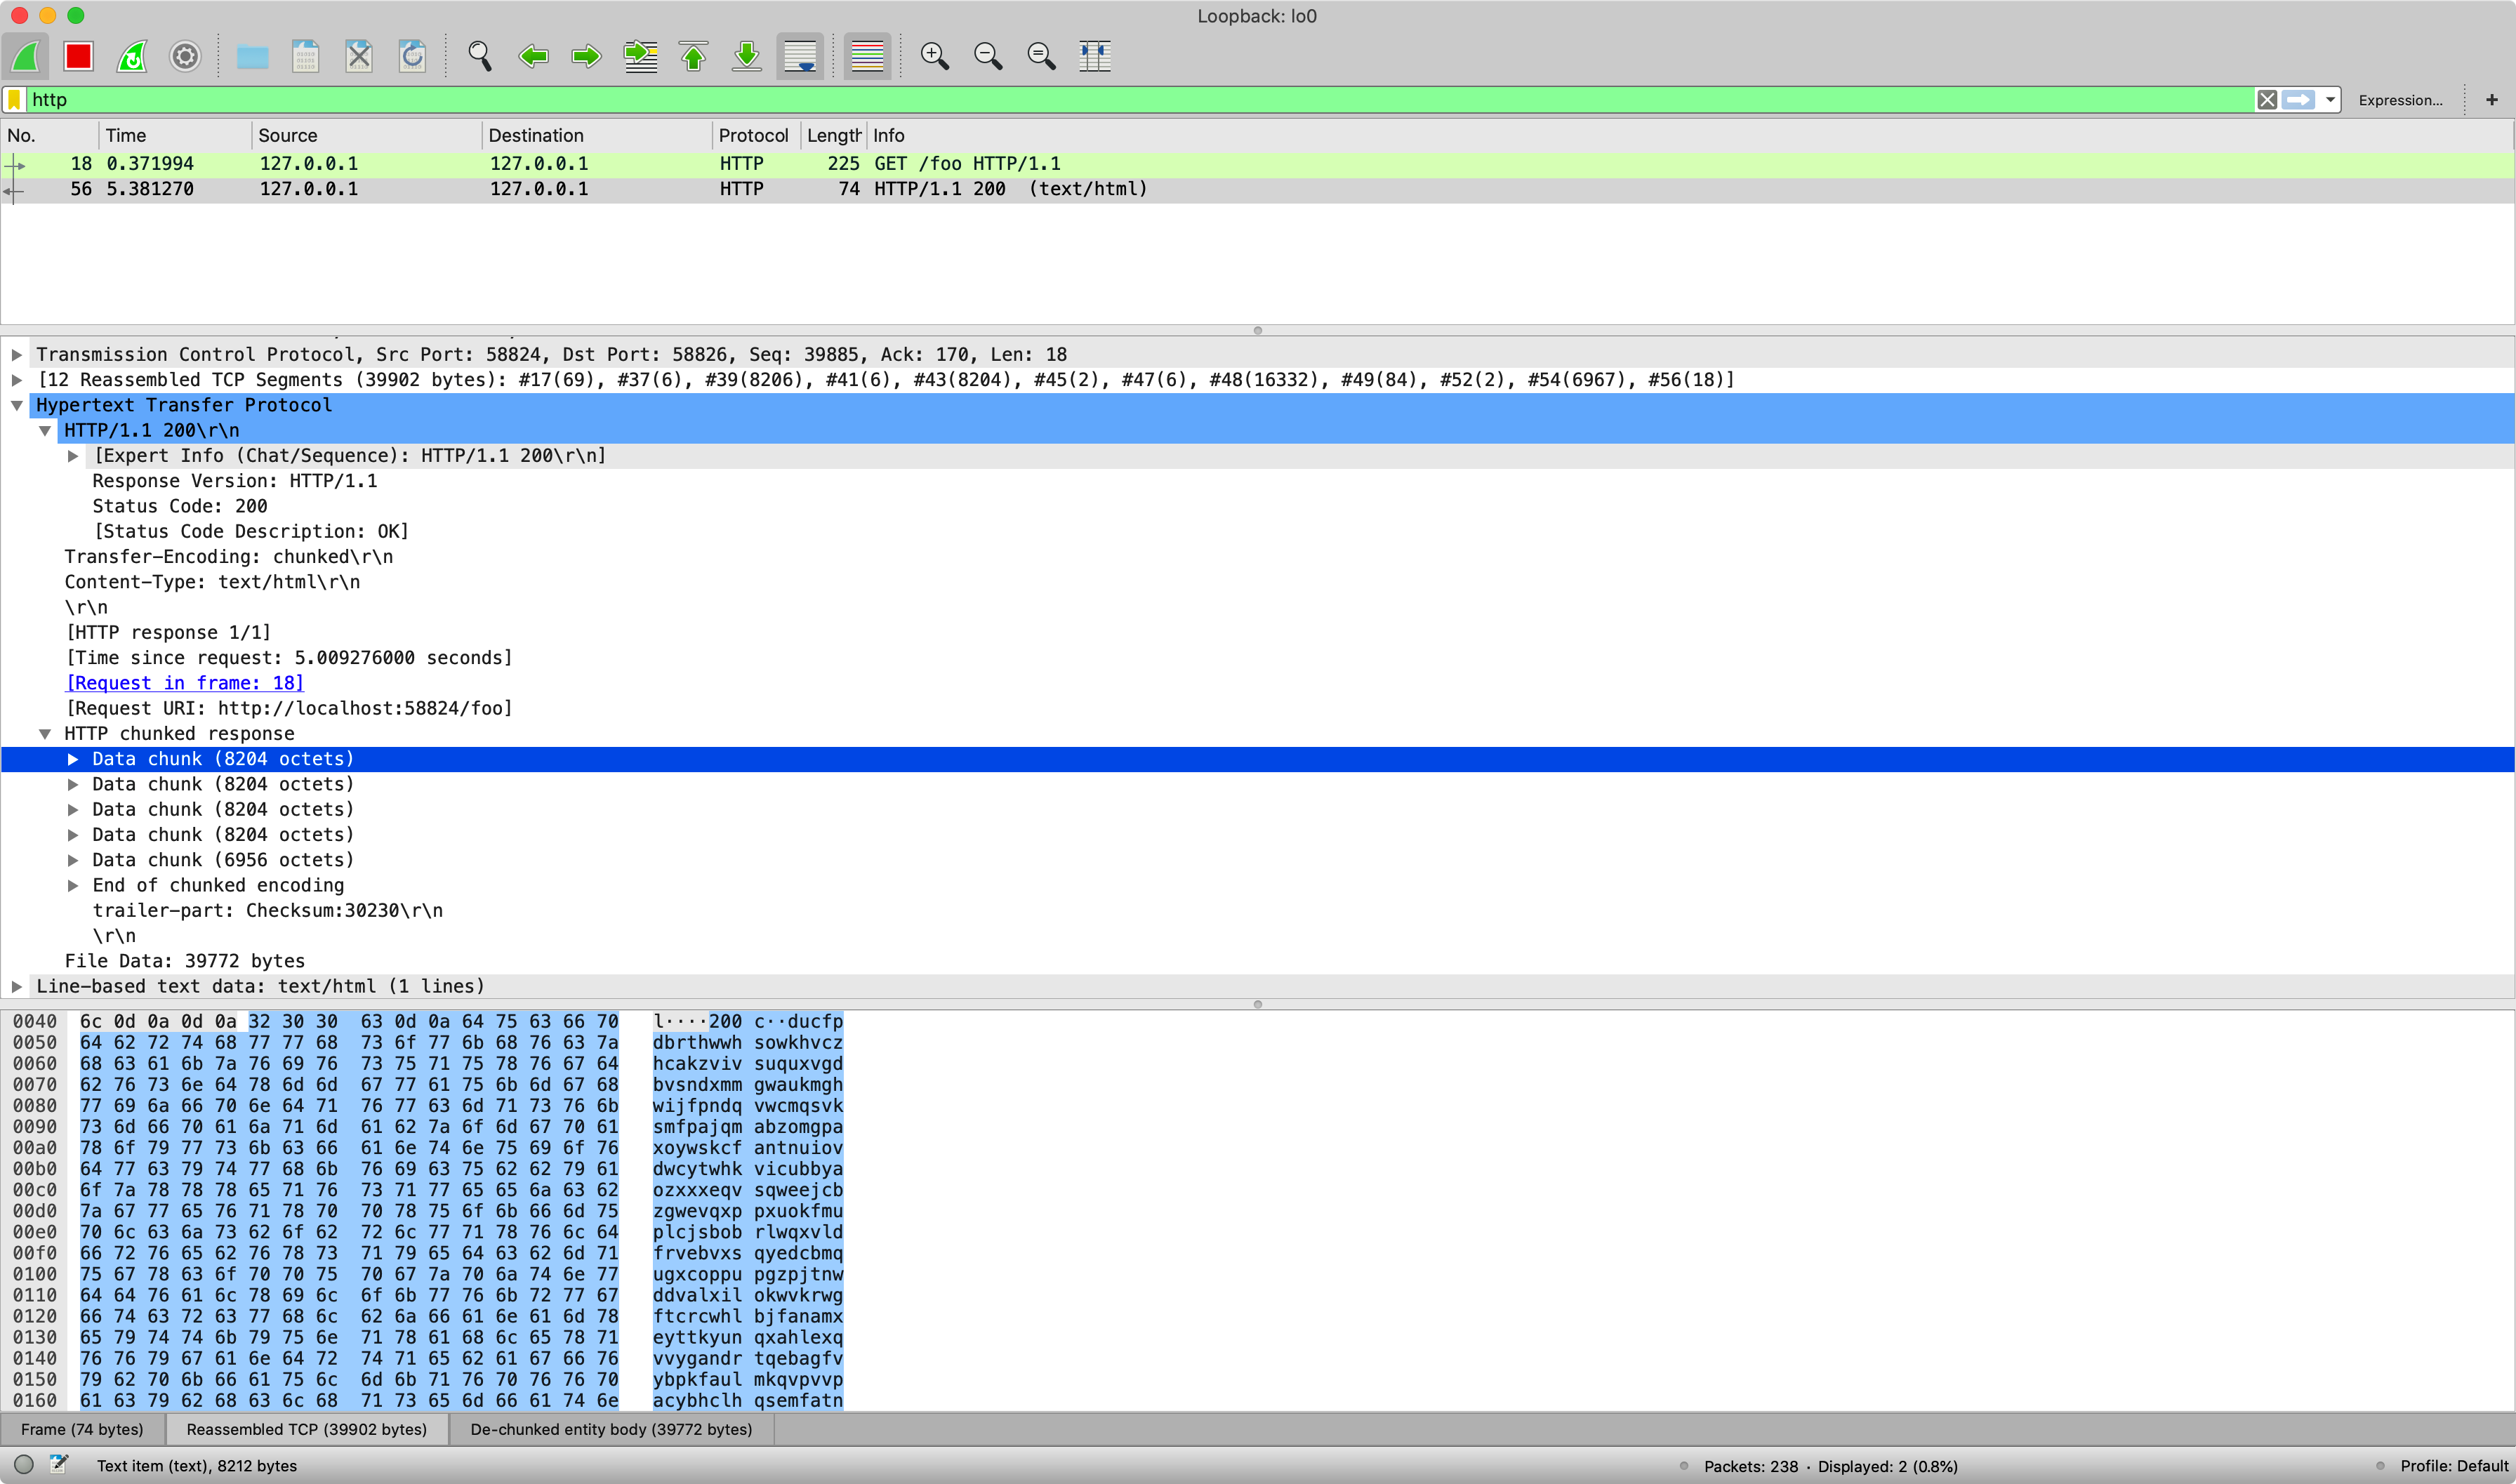 Loopback: lo0
http
Expression...
+
No. Time Source Destination Protocol Length Info
18 0.371994 127.0.0.1 127.0.0.1 HTTP 225 GET /foo HTTP/1.1
56 5.381270 127.0.0.1 127.0.0.1 HTTP 74 HTTP/1.1 200 (text/html)
Transmission Control Protocol, Src Port: 58824, Dst Port: 58826, Seq: 39885, Ack: 170, Len: 18
[12 Reassembled TCP Segments (39902 bytes): #17(69), #37(6), #39(8206), #41(6), #43(8204), #45(2), #47(6), #48(16332), #49(84), #52(2), #54(6967), #56(18)]
Hypertext Transfer Protocol
HTTP/1.1 200\r\n
[Expert Info (Chat/Sequence): HTTP/1.1 200\r\n]
Response Version: HTTP/1.1
Status Code: 200
[Status Code Description: OK]
Transfer-Encoding: chunked\r\n
Content-Type: text/html\r\n
\r\n
[HTTP response 1/1]
[Time since request: 5.009276000 seconds]
[Request in frame: 18]
[Request URI: http://localhost:58824/foo]
HTTP chunked response
Data chunk (8204 octets)
Data chunk (8204 octets)
Data chunk (8204 octets)
Data chunk (8204 octets)
Data chunk (6956 octets)
End of chunked encoding
trailer-part: Checksum:30230\r\n
\r\n
File Data: 39772 bytes
Line-based text data: text/html (1 lines)
0040 6c 0d 0a 0d 0a 32 30 30 63 0d 0a 64 75 63 66 70 l····200 c··ducfp
0050 64 62 72 74 68 77 77 68 73 6f 77 6b 68 76 63 7a dbrthwwh sowkhvcz
0060 68 63 61 6b 7a 76 69 76 73 75 71 75 78 76 67 64 hcakzviv suquxvgd
0070 62 76 73 6e 64 78 6d 6d 67 77 61 75 6b 6d 67 68 bvsndxmm gwaukmgh
0080 77 69 6a 66 70 6e 64 71 76 77 63 6d 71 73 76 6b wijfpndq vwcmqsvk
0090 73 6d 66 70 61 6a 71 6d 61 62 7a 6f 6d 67 70 61 smfpajqm abzomgpa
00a0 78 6f 79 77 73 6b 63 66 61 6e 74 6e 75 69 6f 76 xoywskcf antnuiov
00b0 64 77 63 79 74 77 68 6b 76 69 63 75 62 62 79 61 dwcytwhk vicubbya
00c0 6f 7a 78 78 78 65 71 76 73 71 77 65 65 6a 63 62 ozxxxeqv sqweejcb
00d0 7a 67 77 65 76 71 78 70 70 78 75 6f 6b 66 6d 75 zgwevqxp pxuokfmu
00e0 70 6c 63 6a 73 62 6f 62 72 6c 77 71 78 76 6c 64 plcjsbob rlwqxvld
00f0 66 72 76 65 62 76 78 73 71 79 65 64 63 62 6d 71 frvebvxs qyedcbmq
0100 75 67 78 63 6f 70 70 75 70 67 7a 70 6a 74 6e 77 ugxcoppu pgzpjtnw
0110 64 64 76 61 6c 78 69 6c 6f 6b 77 76 6b 72 77 67 ddvalxil okwvkrwg
0120 66 74 63 72 63 77 68 6c 62 6a 66 61 6e 61 6d 78 ftcrcwhl bjfanamx
0130 65 79 74 74 6b 79 75 6e 71 78 61 68 6c 65 78 71 eyttkyun qxahlexq
0140 76 76 79 67 61 6e 64 72 74 71 65 62 61 67 66 76 vvygandr tqebagfv
0150 79 62 70 6b 66 61 75 6c 6d 6b 71 76 70 76 76 70 ybpkfaul mkqvpvvp
0160 61 63 79 62 68 63 6c 68 71 73 65 6d 66 61 74 6e acybhclh qsemfatn
Frame (74 bytes) Reassembled TCP (39902 bytes) De-chunked entity body (39772 bytes)
Text item (text), 8212 bytes Packets: 238 · Displayed: 2 (0.8%) Profile: Default